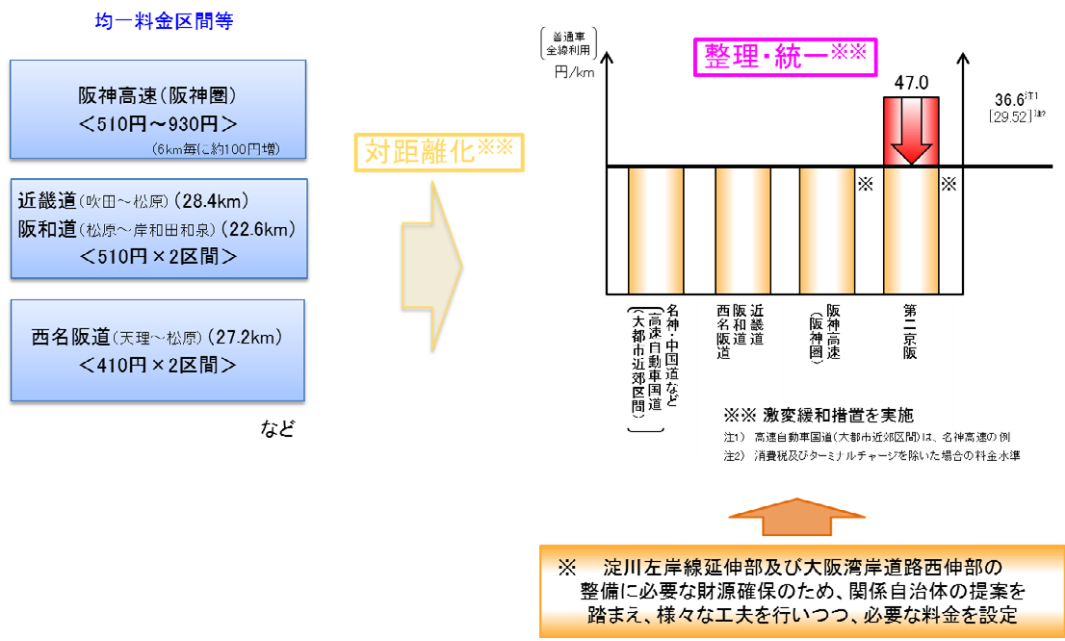 均一料金区間等
阪神高速(阪神圏)
<510円～930円>
(6km毎に約100円増)
近畿道(吹田～松原)(28.4km)
阪和道(松原～岸和田和泉)(22.6km)
<510円×2区間>
西名阪道(天理～松原)(27.2km)
<410円×2区間>
など
対距離化※※
普通車
全線利用
円/km
整理・統一※※
47.0
36.6注1
[29.52]注2
※
※
名神・中国道など
高速自動車国道
(大都市近郊区間)
近畿道
阪和道
西名阪道
阪神高速
(阪神圏)
第二京阪
※※ 激変緩和措置を実施
注1) 高速自動車国道(大都市近郊区間)は、名神高速の例
注2) 消費税及びターミナルチャージを除いた場合の料金水準
※ 淀川左岸線延伸部及び大阪湾岸道路西伸部の
整備に必要な財源確保のため、関係自治体の提案を
踏まえ、様々な工夫を行いつつ、必要な料金を設定